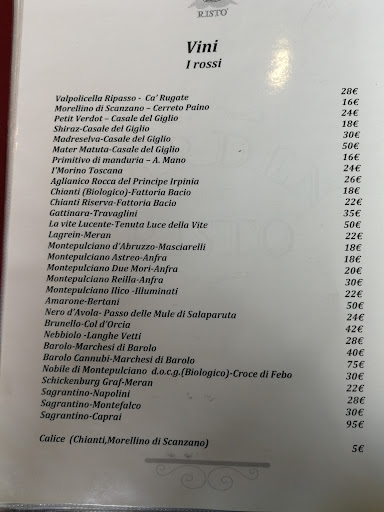 RISTO'
Vini
I rossi
Valpolicella Ripasso - Ca' Rugate 28€
Morellino di Scanzano – Cerreto Paino 16€
Petit Verdot – Casale del Giglio 24€
Shiraz-Casale del Giglio 18€
Madreselva-Casale del Giglio 30€
Mater Matuta-Casale del Giglio 50€
Primitivo di manduria – A. Mano 16€
I'Morino Toscana 24€
Aglianico Rocca del Principe Irpinia 26€
Chianti (Biologico)-Fattoria Bacio 18€
Chianti Riserva-Fattoria Bacio 22€
Gattinara-Travaglini 35€
La vite Lucente-Tenuta Luce della Vite 50€
Lagrein-Meran 22€
Montepulciano d'Abruzzo-Masciarelli 18€
Montepulciano Astreo-Anfra 18€
Montepulciano Due Mori-Anfra 20€
Montepulciano Reilla-Anfra 30€
Montepulciano Ilico -Illuminati 22€
Amarone-Bertani 50€
Nero d'Avola- Passo delle Mule di Salaparuta 24€
Brunello-Col d'Orcia 42€
Nebbiolo -Langhe Vetti 28€
Barolo-Marchesi di Barolo 40€
Barolo Cannubi-Marchesi di Barolo 75€
Nobile di Montepulciano d.o.c.g.(Biologico)-Croce di Febo 30€
Schickenburg Graf-Meran 22€
Sagrantino-Napolini 28€
Sagrantino-Montefalco 30€
Sagrantino-Caprai 95€
Calice (Chianti,Morellino di Scanzano) 5€